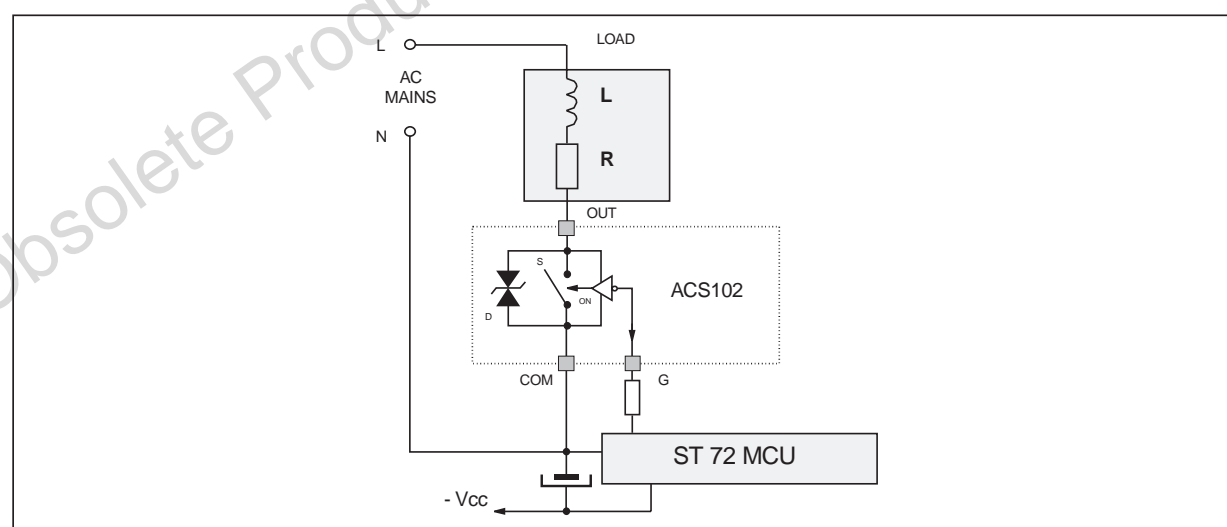 Obsolete Produ
LOAD
L
AC
MAINS
N
L
R
OUT
S
ON
D
ACS102
COM
G
ST 72 MCU
- Vcc